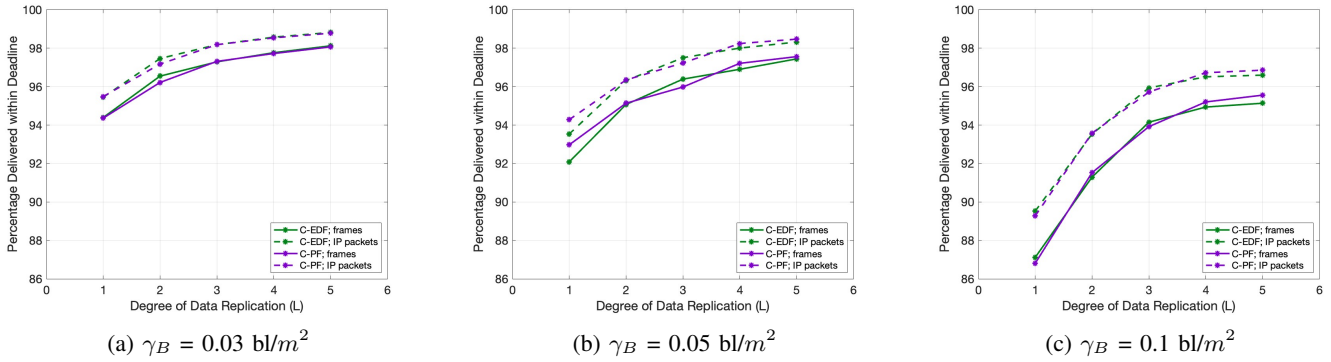 100
98
96
94
92
90
88
86
0 1 2 3 4 5 6
Percentage Delivered within Deadline
Degree of Data Replication (L)
C-EDF; frames
C-EDF; IP packets
C-PF; frames
C-PF; IP packets
(a) γ_B = 0.03 bl/m²
100
98
96
94
92
90
88
86
0 1 2 3 4 5 6
Percentage Delivered within Deadline
Degree of Data Replication (L)
C-EDF; frames
C-EDF; IP packets
C-PF; frames
C-PF; IP packets
(b) γ_B = 0.05 bl/m²
100
98
96
94
92
90
88
86
0 1 2 3 4 5 6
Percentage Delivered within Deadline
Degree of Data Replication (L)
C-EDF; frames
C-EDF; IP packets
C-PF; frames
C-PF; IP packets
(c) γ_B = 0.1 bl/m²